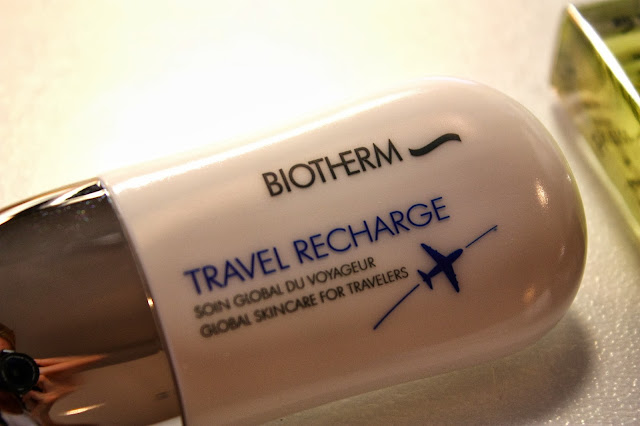 BIOTHERM
TRAVEL RECHARGE
SOIN GLOBAL DU VOYAGEUR
GLOBAL SKINCARE FOR TRAVELERS